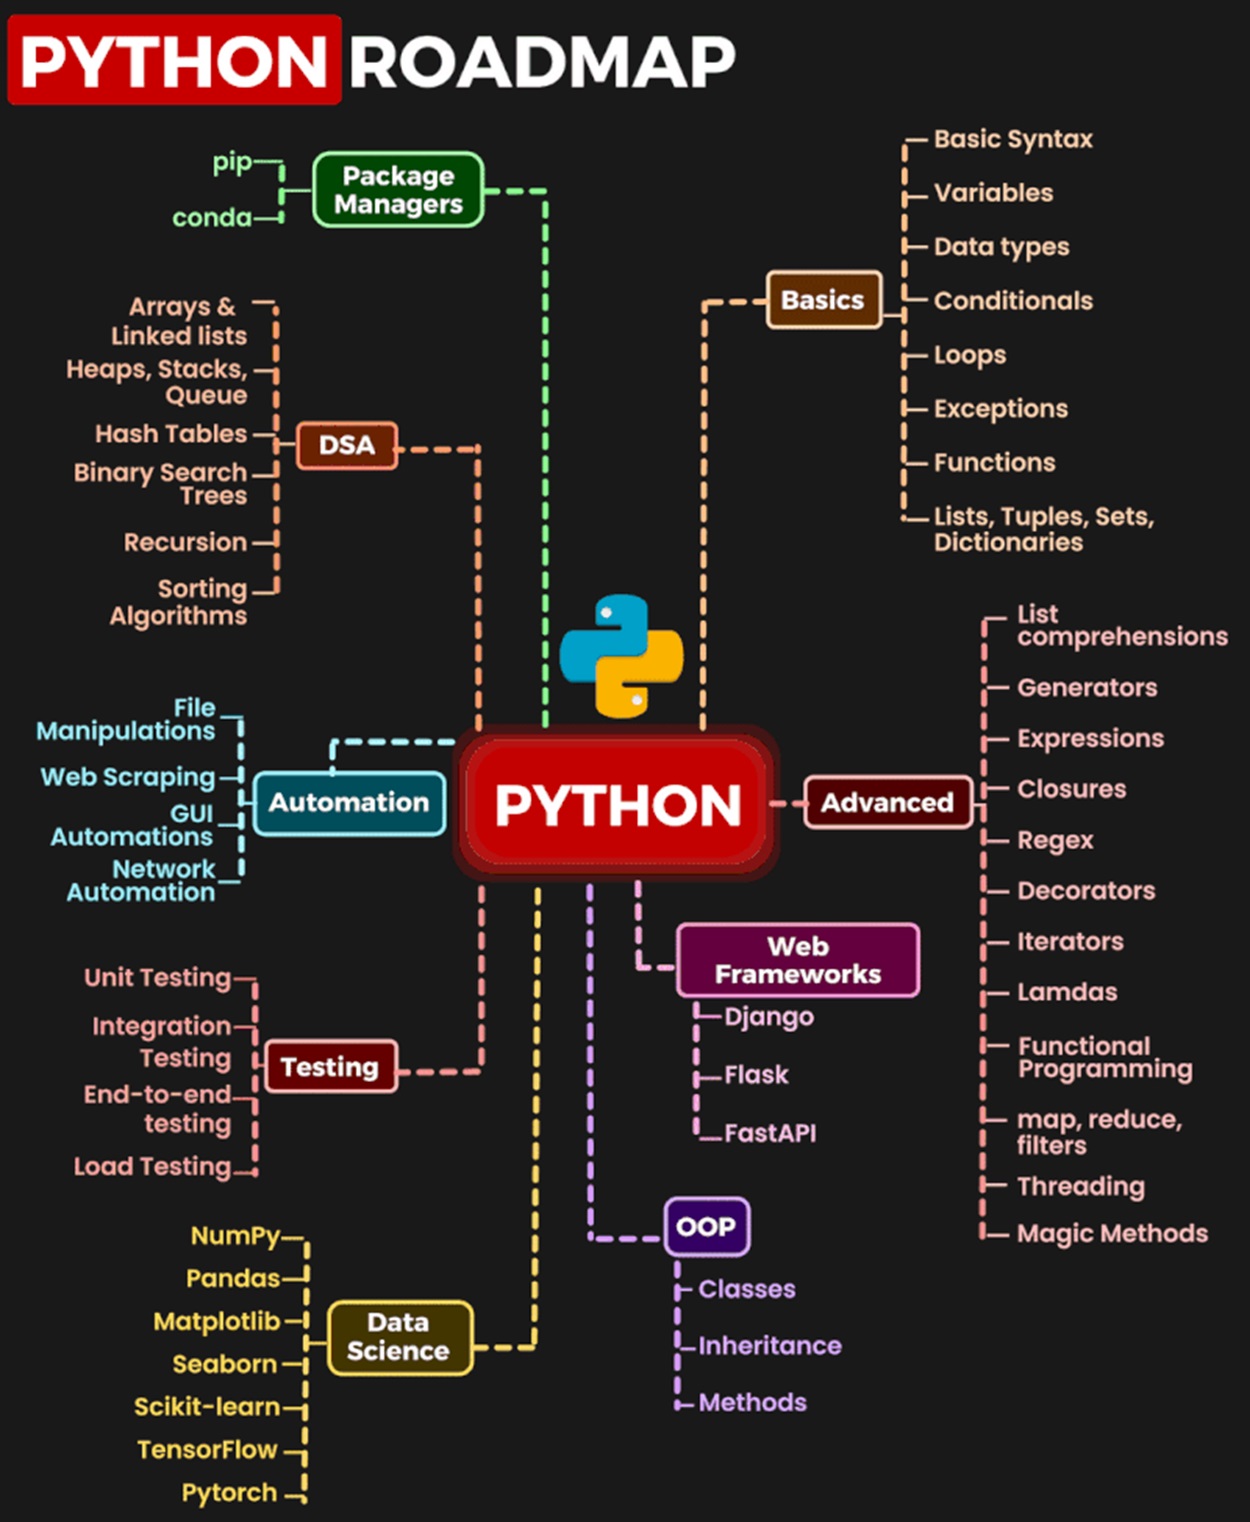 PYTHON ROADMAP
pip
conda
Package
Managers
Basics
Basic Syntax
Variables
Data types
Conditionals
Loops
Exceptions
Functions
Lists, Tuples, Sets,
Dictionaries
Arrays &
Linked lists
Heaps, Stacks,
Queue
Hash Tables
Binary Search
Trees
Recursion
Sorting
Algorithms
DSA
File
Manipulations
Web Scraping
GUI
Automations
Network
Automation
Automation
PYTHON
Advanced
List
comprehensions
Generators
Expressions
Closures
Regex
Decorators
Iterators
Lamdas
Functional
Programming
map, reduce,
filters
Threading
Magic Methods
Web
Frameworks
Django
Flask
FastAPI
Unit Testing
Integration
Testing
End-to-end
testing
Load Testing
Testing
OOP
Classes
Inheritance
Methods
NumPy
Pandas
Matplotlib
Seaborn
Scikit-learn
TensorFlow
Pytorch
Data
Science